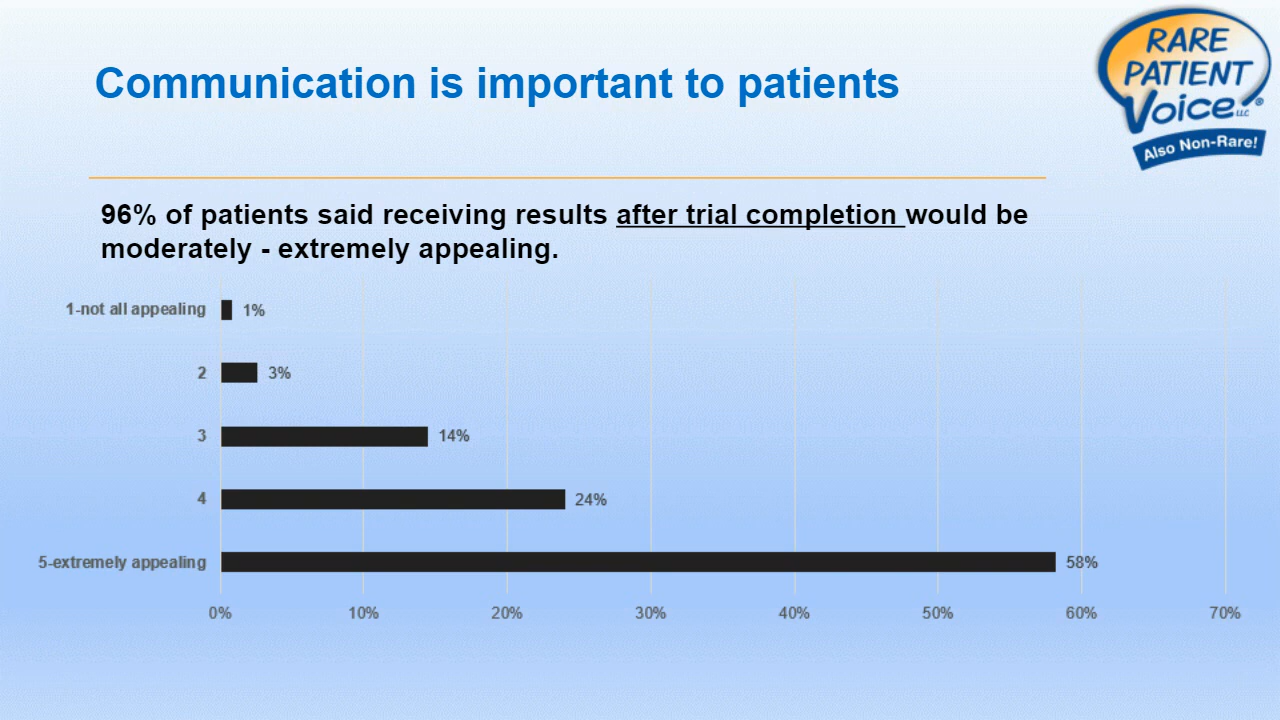 Communication is important to patients
RARE
PATIENT
Voice LLC ®
Also Non-Rare!
96% of patients said receiving results after trial completion would be
moderately - extremely appealing.
1-not all appealing 1%
2 3%
3 14%
4 24%
5-extremely appealing 58%
0% 10% 20% 30% 40% 50% 60% 70%